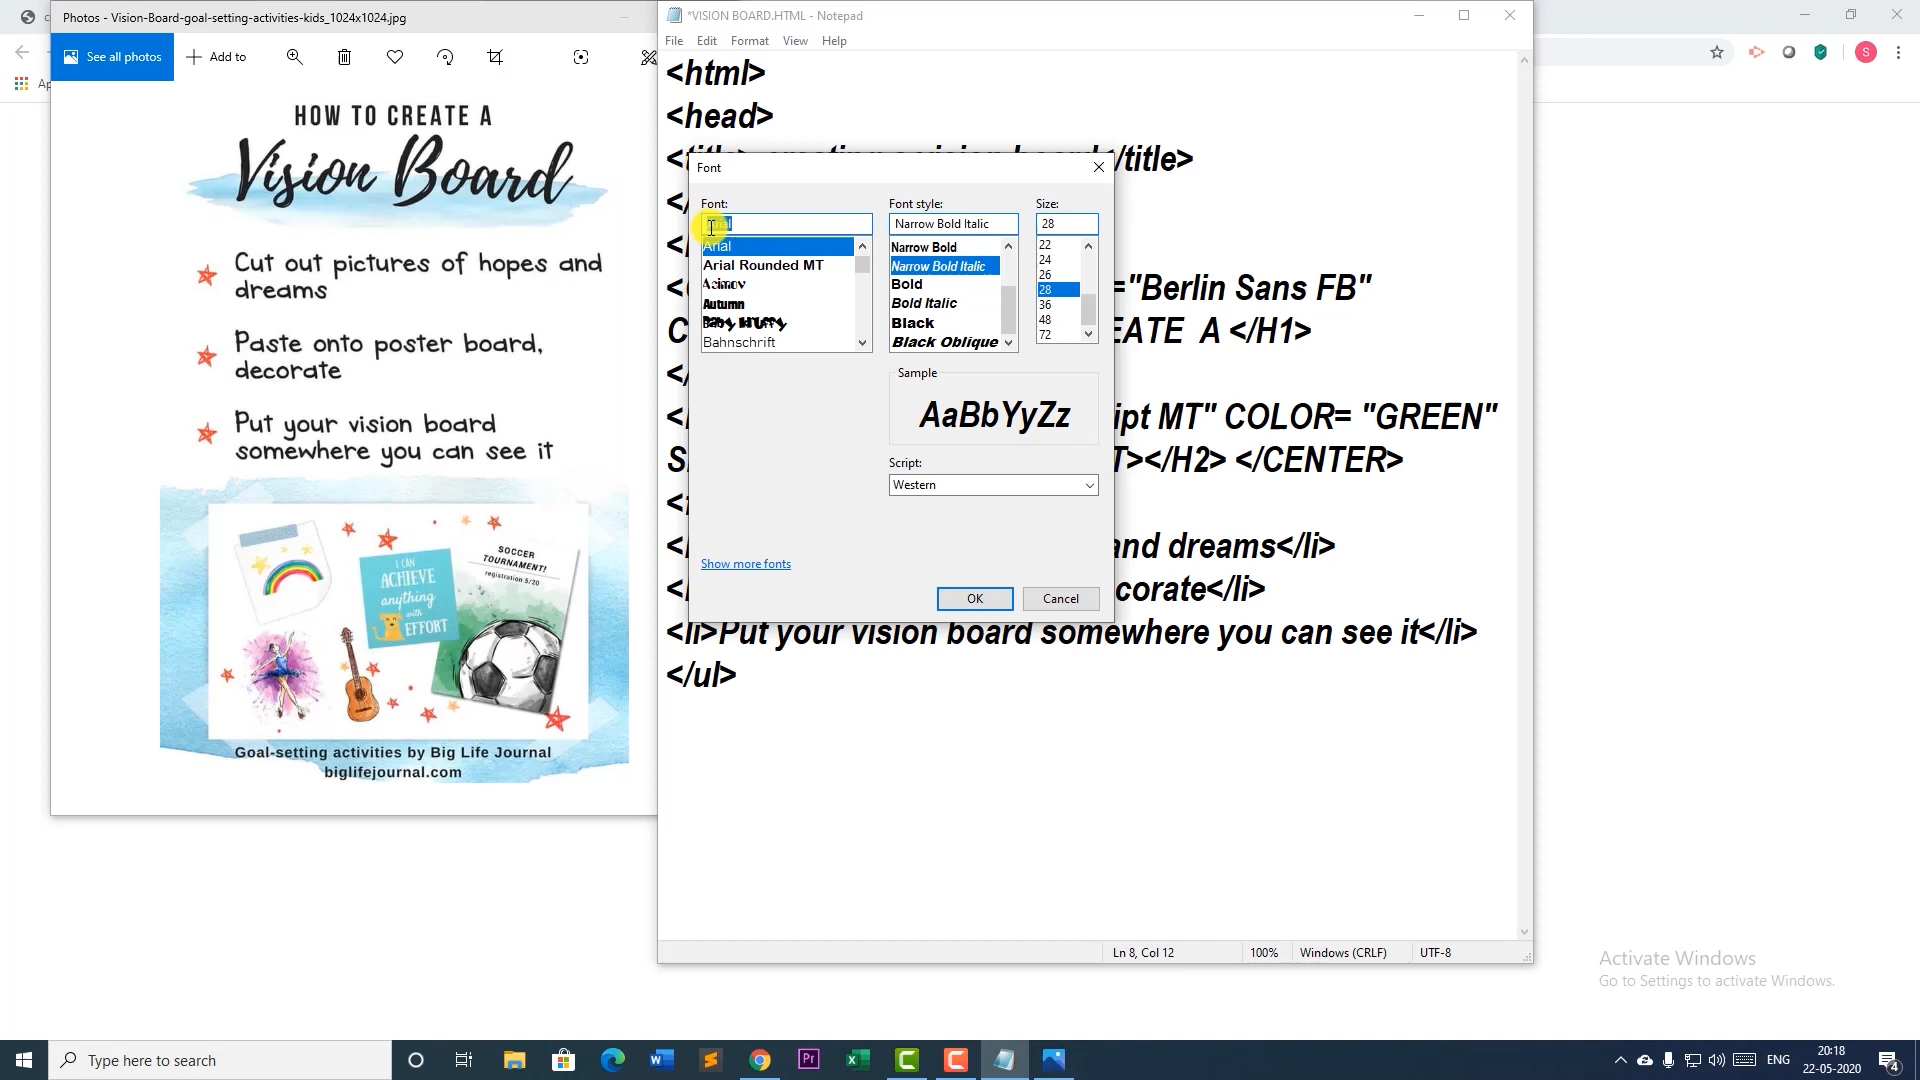 Photos - Vision-Board-goal-setting-activities-kids_1024x1024.jpg
See all photos
Add to
HOW TO CREATE A
Vision Board
Cut out pictures of hopes and
dreams
Paste onto poster board,
decorate
Put your vision board
somewhere you can see it
I CAN
ACHIEVE
anything
with
EFFORT
SOCCER
TOURNAMENT!
registration 5/20
Goal-setting activities by Big Life Journal
biglifejournal.com
*VISION BOARD.HTML - Notepad
File Edit Format View Help
<html>
<head>
/title>
="Berlin Sans FB"
EATE A </H1>
ipt MT" COLOR= "GREEN"
T></H2> </CENTER>
and dreams</li>
corate</li>
<li>Put your vision board somewhere you can see it</li>
</ul>
Font
Font: Font style: Size:
Arial Narrow Bold Italic 28
Arial
Arial Rounded MT
Autumn
Bahnschrift
Narrow Bold
Narrow Bold Italic
Bold
Bold Italic
Black
Black Oblique
22
24
26
28
36
48
72
Sample
AaBbYyZz
Script:
Western
Show more fonts
OK Cancel
Ln 8, Col 12 100% Windows (CRLF) UTF-8
S
Activate Windows
Go to Settings to activate Windows.
Type here to search
Pr
ENG
20:18
22-05-2020
4